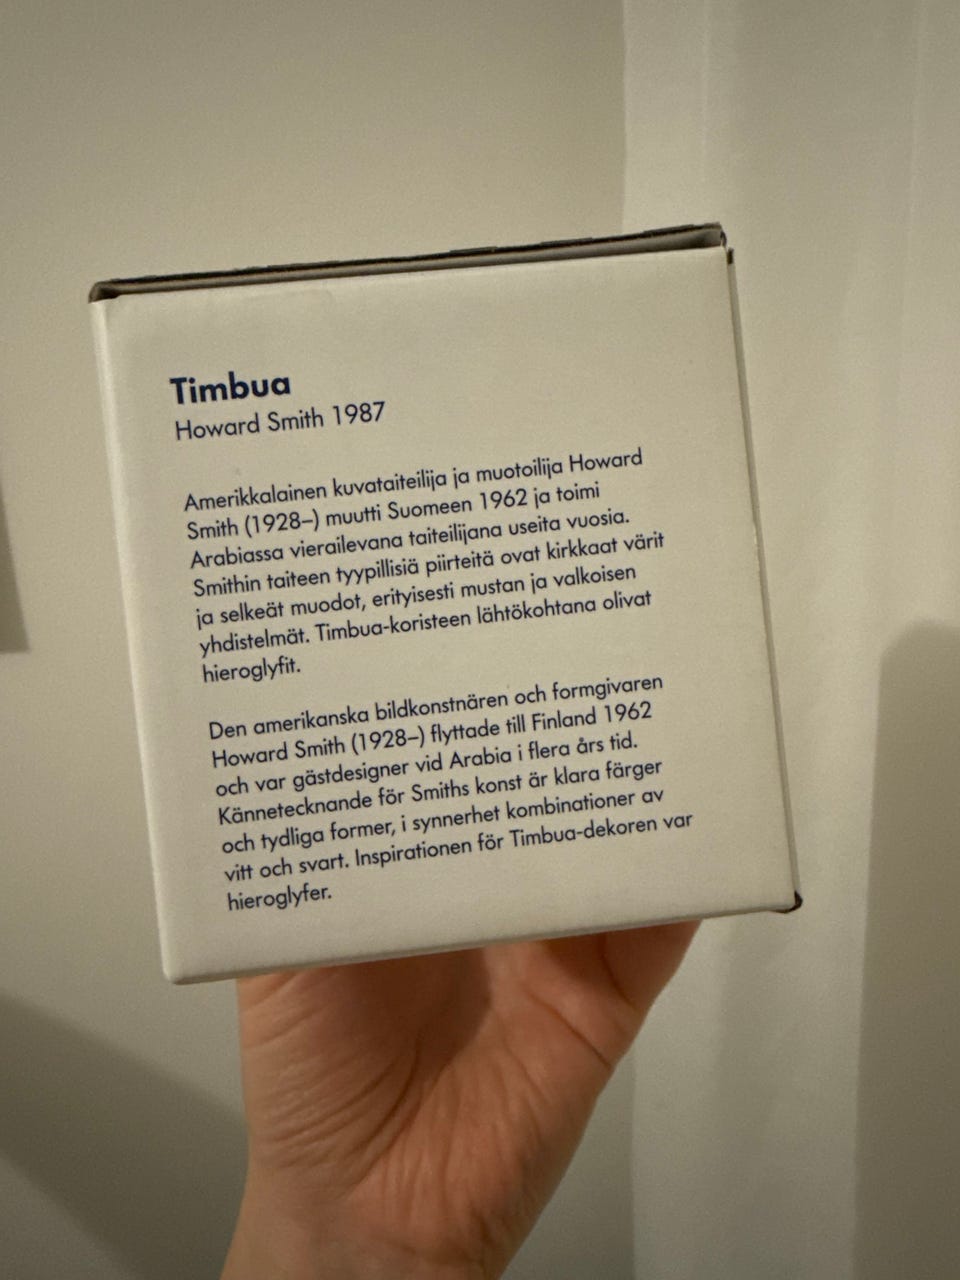 Timbua
Howard Smith 1987
Amerikkalainen kuvataiteilija ja muotoilija Howard
Smith (1928–) muutti Suomeen 1962 ja toimi
Arabiassa vierailevana taiteilijana useita vuosia.
Smithin taiteen tyypillisiä piirteitä ovat kirkkaat värit
ja selkeät muodot, erityisesti mustan ja valkoisen
yhdistelmät. Timbua-koristeen lähtökohtana olivat
hieroglyfit.
Den amerikanska bildkonstnären och formgivaren
Howard Smith (1928–) flyttade till Finland 1962
och var gästdesigner vid Arabia i flera års tid.
Kännetecknande för Smiths konst är klara färger
och tydliga former, i synnerhet kombinationer av
vitt och svart. Inspirationen för Timbua-dekoren var
hieroglyfer.